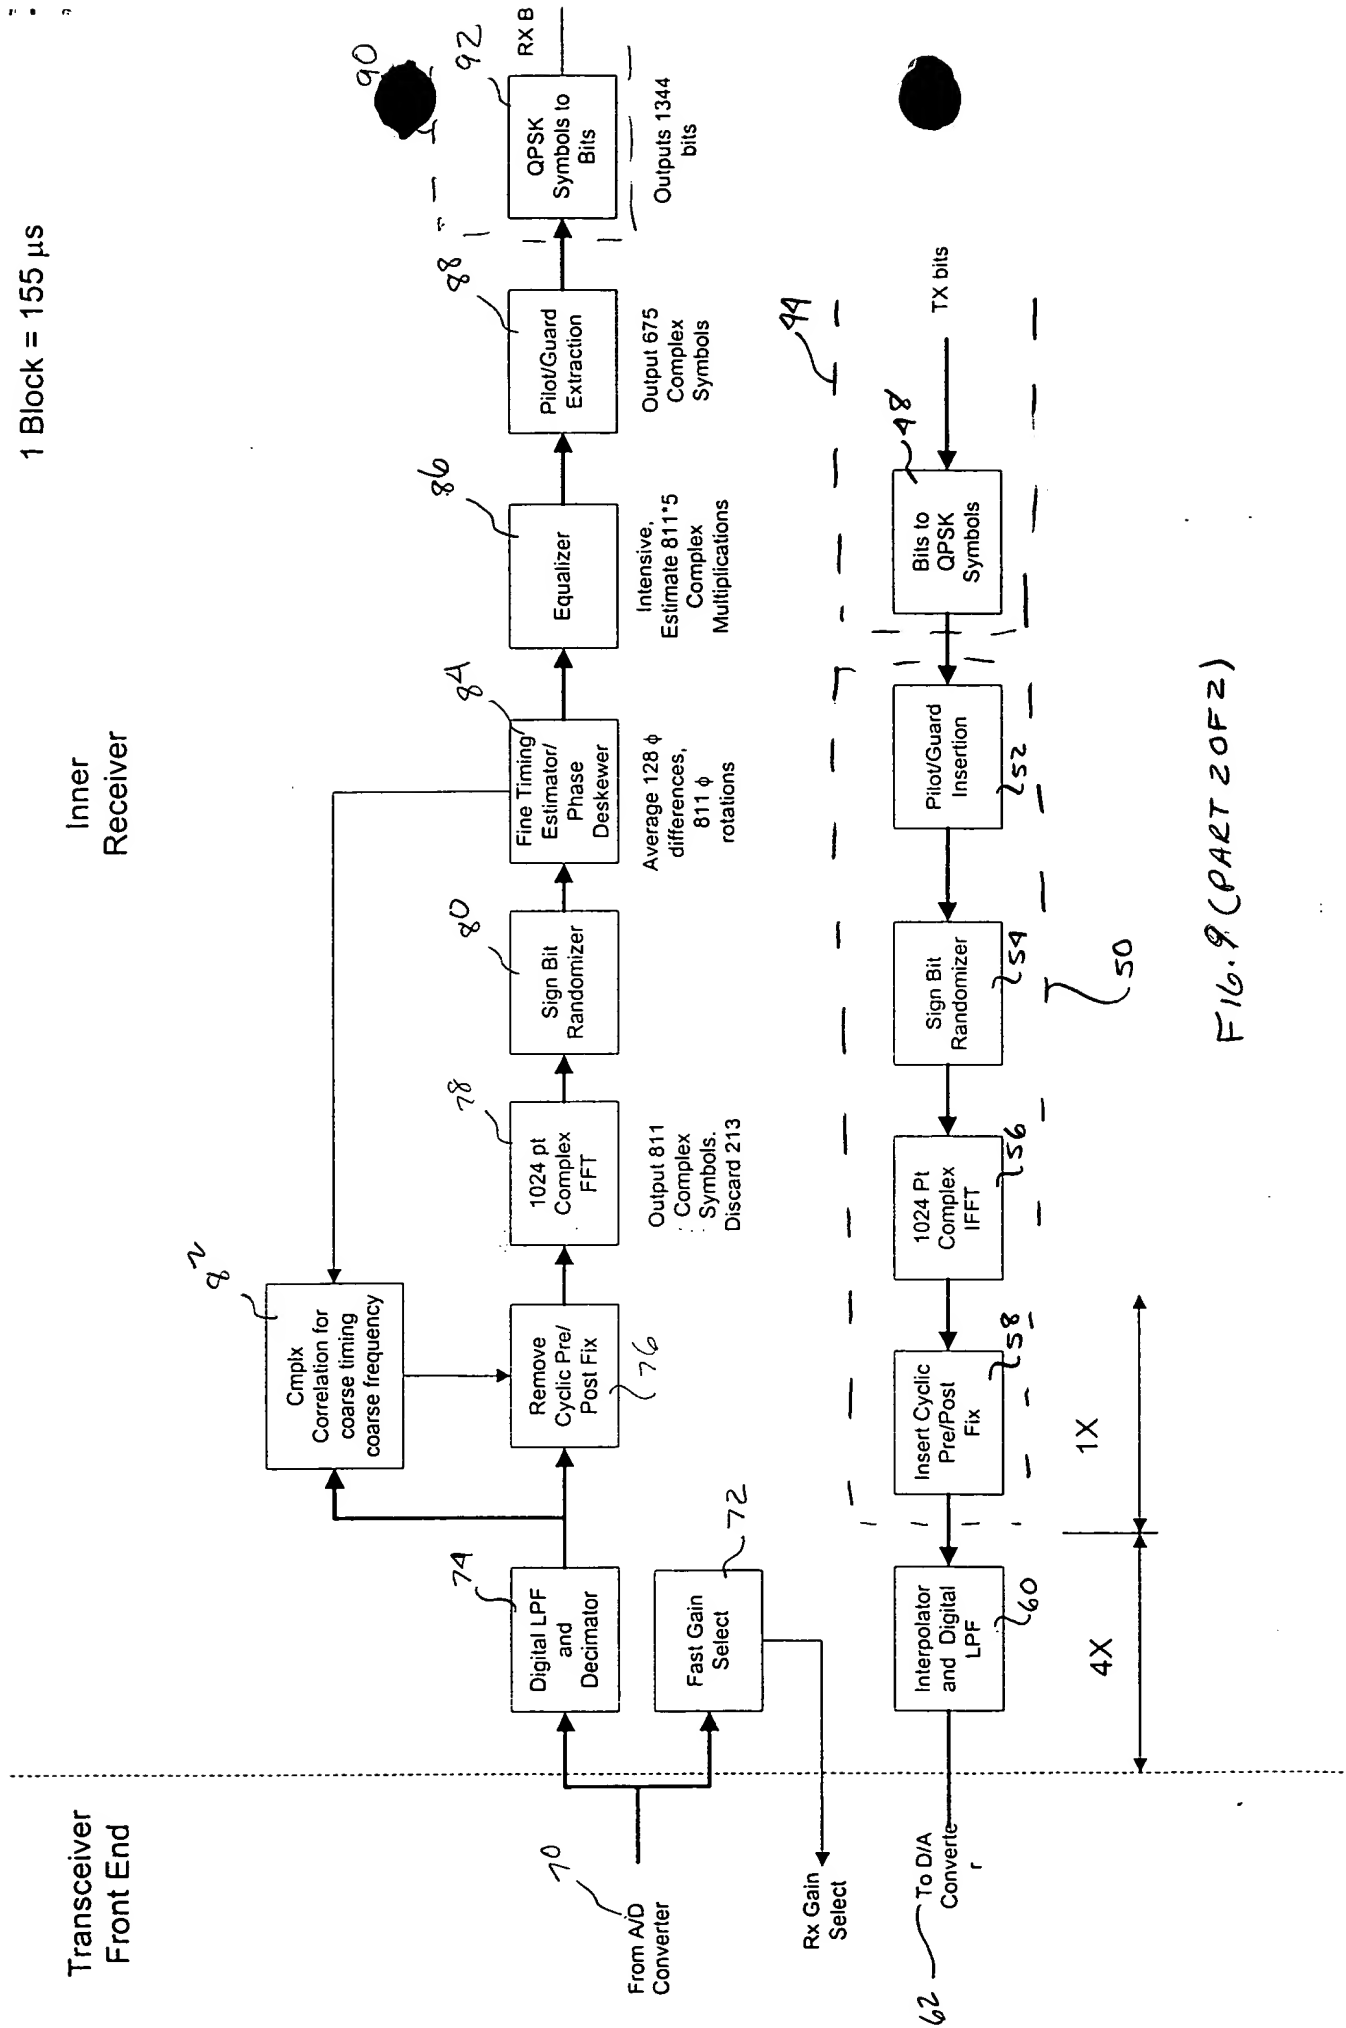 1 Block = 155 µs
Transceiver
Front End
Inner
Receiver
82
Cmplx
Correlation for
coarse timing
coarse frequency
70
From A/D
Converter
74
Digital LPF
and
Decimator
Remove
Cyclic Pre/
Post Fix
76
78
1024 pt
Complex
FFT
Output 811
Complex
Symbols.
Discard 213
80
Sign Bit
Randomizer
84
Fine Timing
Estimator/
Phase
Deskewer
Average 128 ϕ
differences,
811 ϕ
rotations
86
Equalizer
Intensive,
Estimate 811*5
Complex
Multiplications
88
Pilot/Guard
Extraction
Output 675
Complex
Symbols
90
92
QPSK
Symbols to
Bits
RX B
Outputs 1344
bits
72
Fast Gain
Select
Rx Gain
Select
62
To D/A
Converte
r
Interpolator
and Digital
LPF
60
Insert Cyclic
Pre/Post
Fix
58
1024 Pt
Complex
IFFT
56
Sign Bit
Randomizer
54
Pilot/Guard
Insertion
52
48
Bits to
QPSK
Symbols
TX bits
44
50
4X
1X
FIG. 9 (PART 2 OF 2)